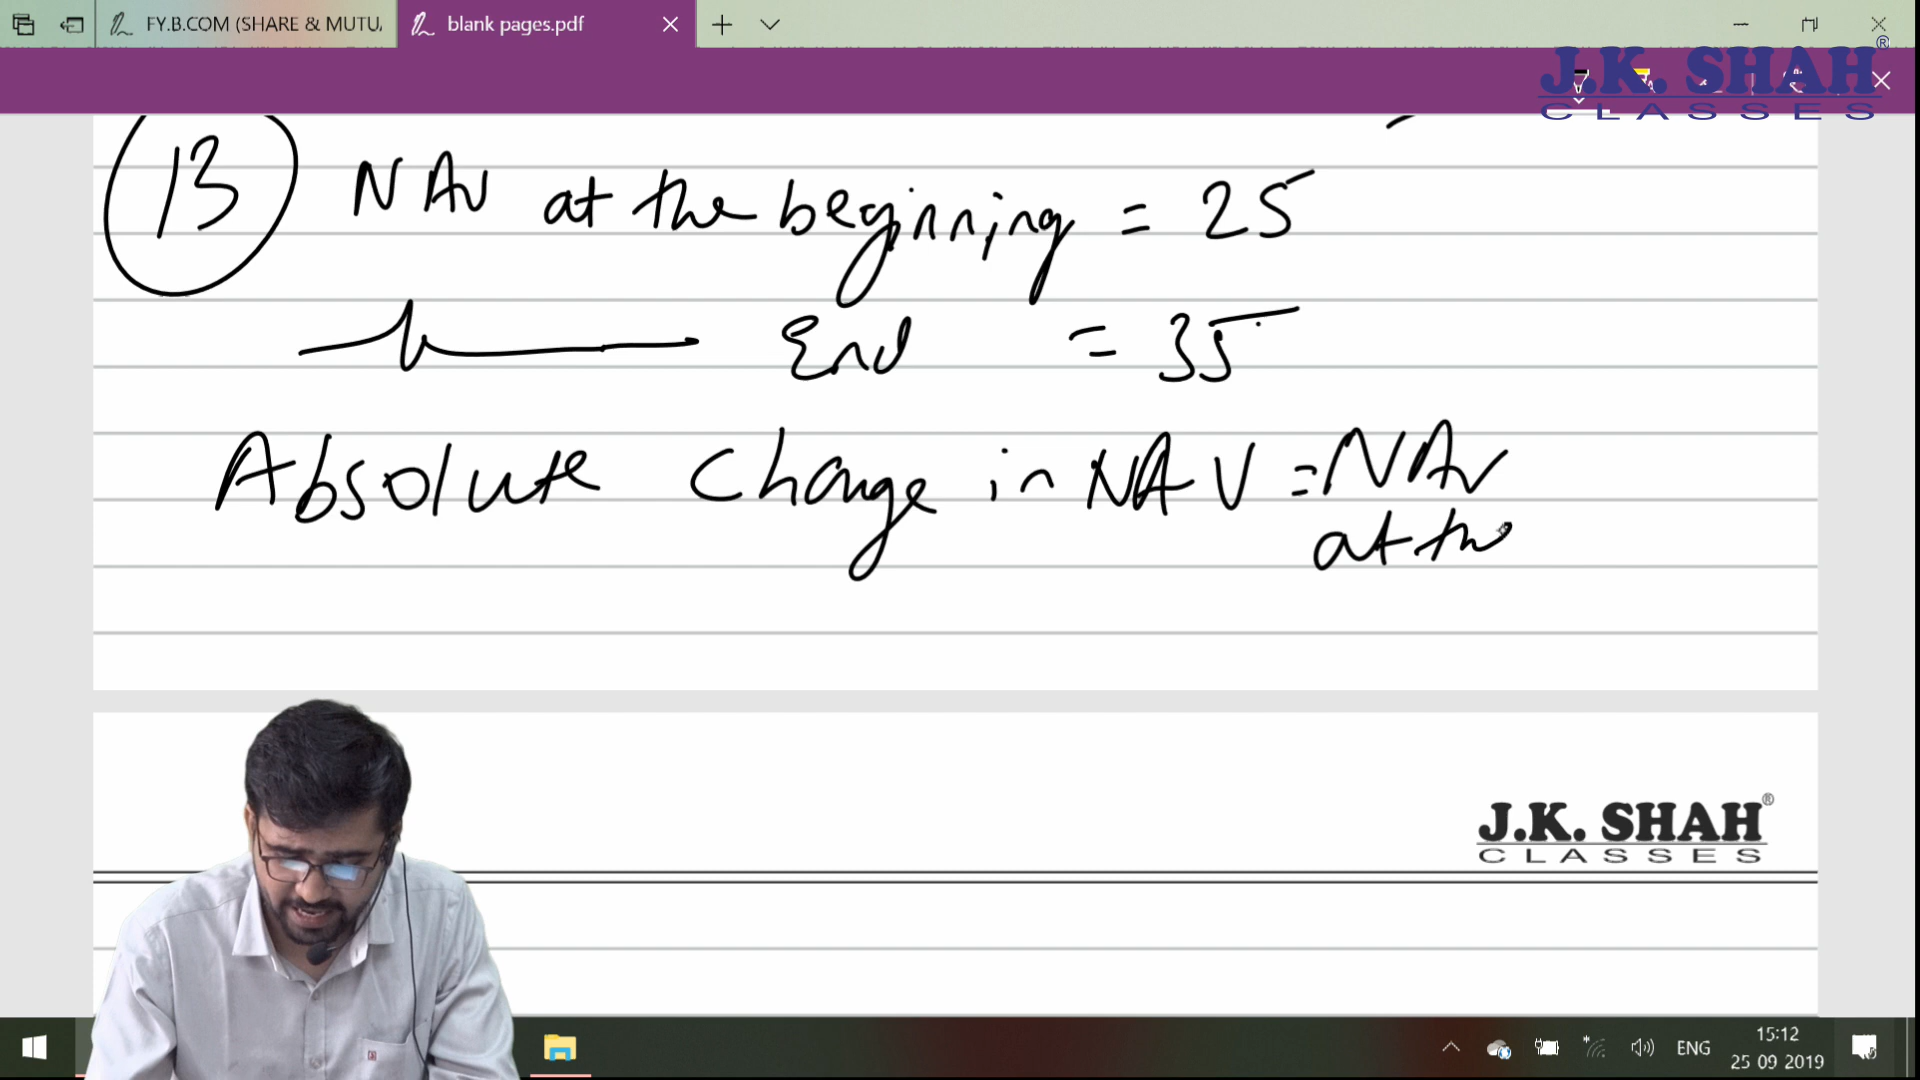 FY.B.COM (SHARE & MUTU
blank pages.pdf
J.K. SHAH®
CLASSES
13 NAV at the beginning = 25
End = 35
Absolute Change in NAV = NAV
at the
J.K. SHAH®
CLASSES
ENG
15:12
25 09 2019